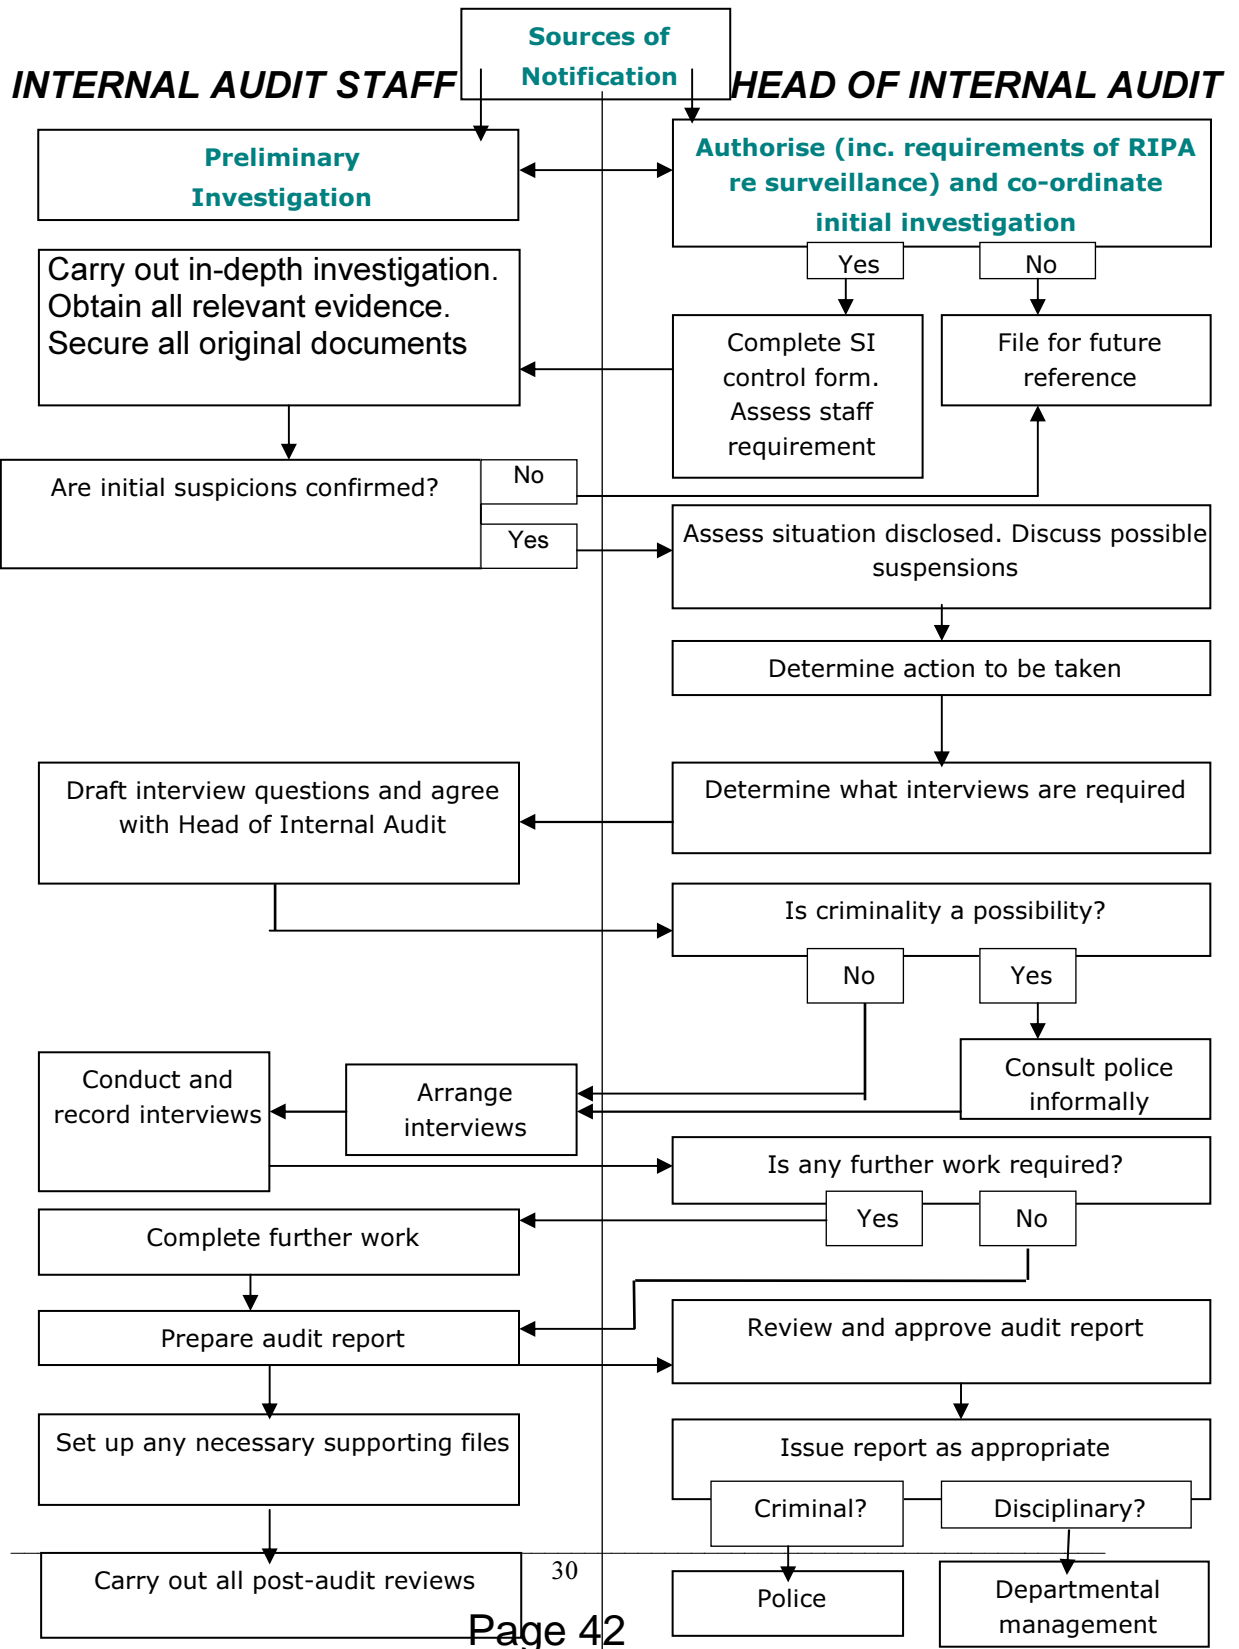 Sources of
Notification
INTERNAL AUDIT STAFF
HEAD OF INTERNAL AUDIT
Preliminary
Investigation
Authorise (inc. requirements of RIPA
re surveillance) and co-ordinate
initial investigation
Yes
No
Carry out in-depth investigation.
Obtain all relevant evidence.
Secure all original documents
Complete SI
control form.
Assess staff
requirement
File for future
reference
Are initial suspicions confirmed?
No
Yes
Assess situation disclosed. Discuss possible
suspensions
Determine action to be taken
Draft interview questions and agree
with Head of Internal Audit
Determine what interviews are required
Is criminality a possibility?
No
Yes
Conduct and
record interviews
Arrange
interviews
Consult police
informally
Is any further work required?
Yes
No
Complete further work
Prepare audit report
Review and approve audit report
Set up any necessary supporting files
Issue report as appropriate
Criminal?
Disciplinary?
Carry out all post-audit reviews
30
Police
Departmental
management
Page 42